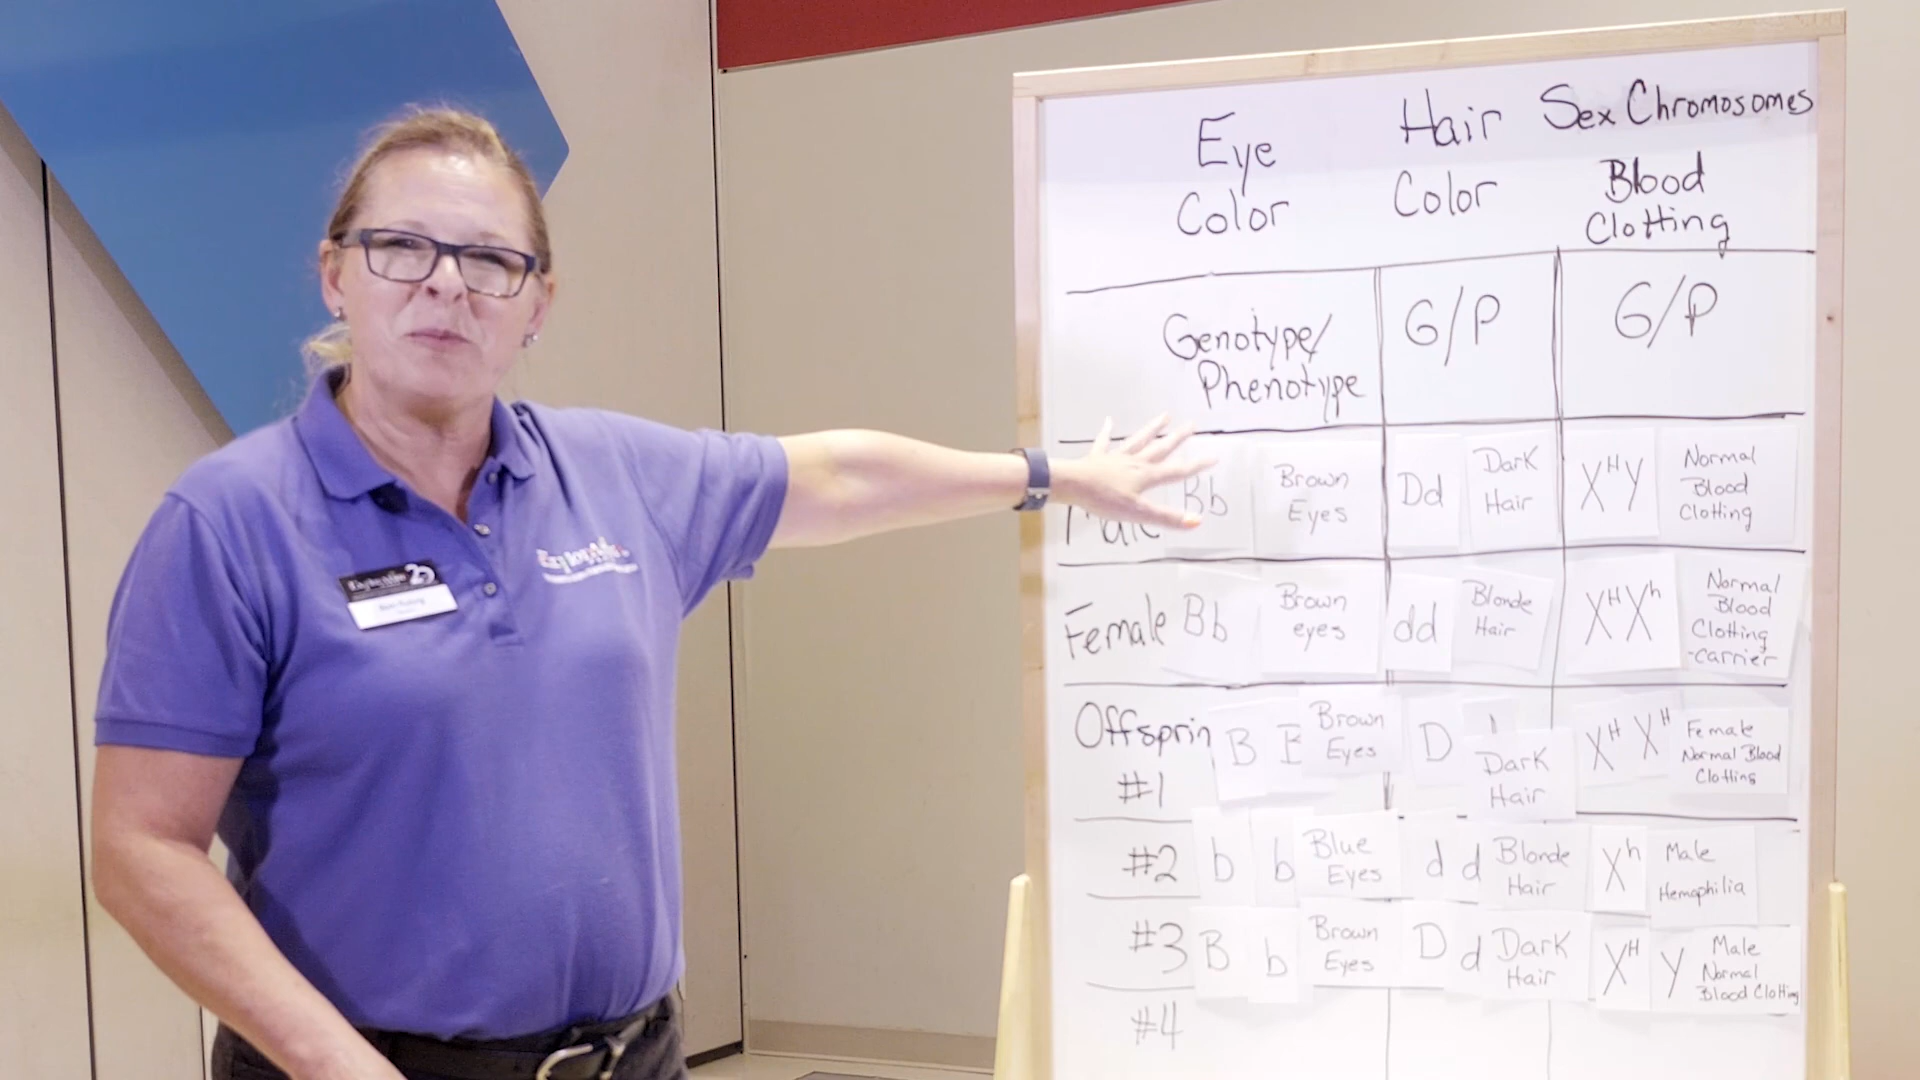 Eye
Color
Hair
Color
Sex Chromosomes
Blood
Clotting
Genotype/
Phenotype
G/P
G/P
Male
Bb
Brown
Eyes
Dd
Dark
Hair
XᴴY
Normal
Blood
Clotting
Female
Bb
Brown
eyes
dd
Blonde
Hair
XᴴXʰ
Normal
Blood
Clotting
-carrier
Offsprin
#1
B
Brown
Eyes
D
Dark
Hair
Xᴴ Xᴴ
Female
Normal Blood
Clotting
#2
b b
Blue
Eyes
d d
Blonde
Hair
Xʰ
Male
Hemophilia
#3
B b
Brown
Eyes
D d
Dark
Hair
Xᴴ Y
Male
Normal
Blood Clotting
#4